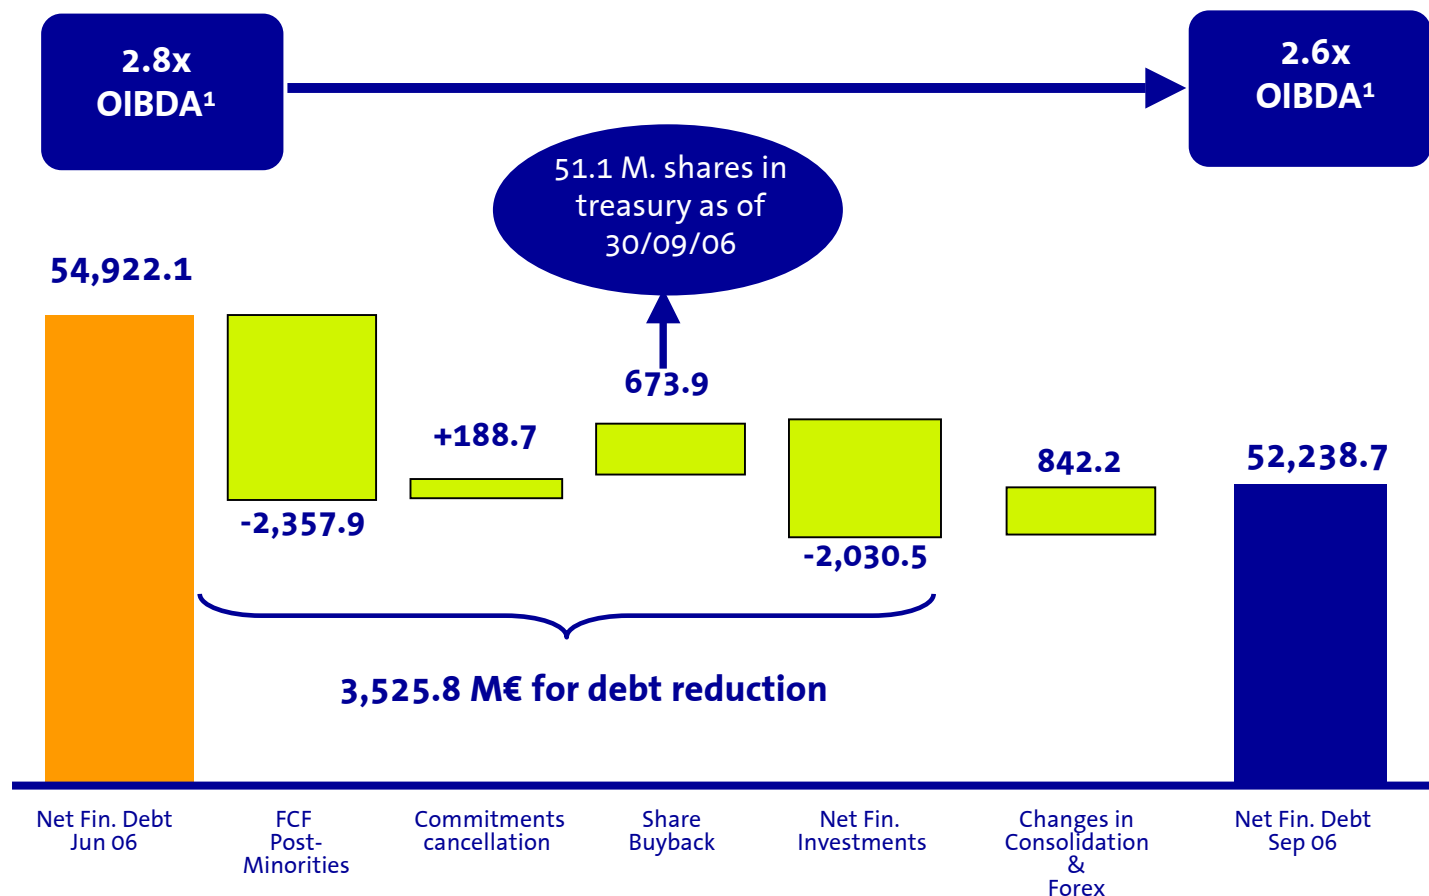 2.8x
OIBDA¹
2.6x
OIBDA¹
51.1 M. shares in
treasury as of
30/09/06
54,922.1
-2,357.9
+188.7
673.9
-2,030.5
842.2
52,238.7
3,525.8 M€ for debt reduction
Net Fin. Debt
Jun 06
FCF
Post-
Minorities
Commitments
cancellation
Share
Buyback
Net Fin.
Investments
Changes in
Consolidation
&
Forex
Net Fin. Debt
Sep 06